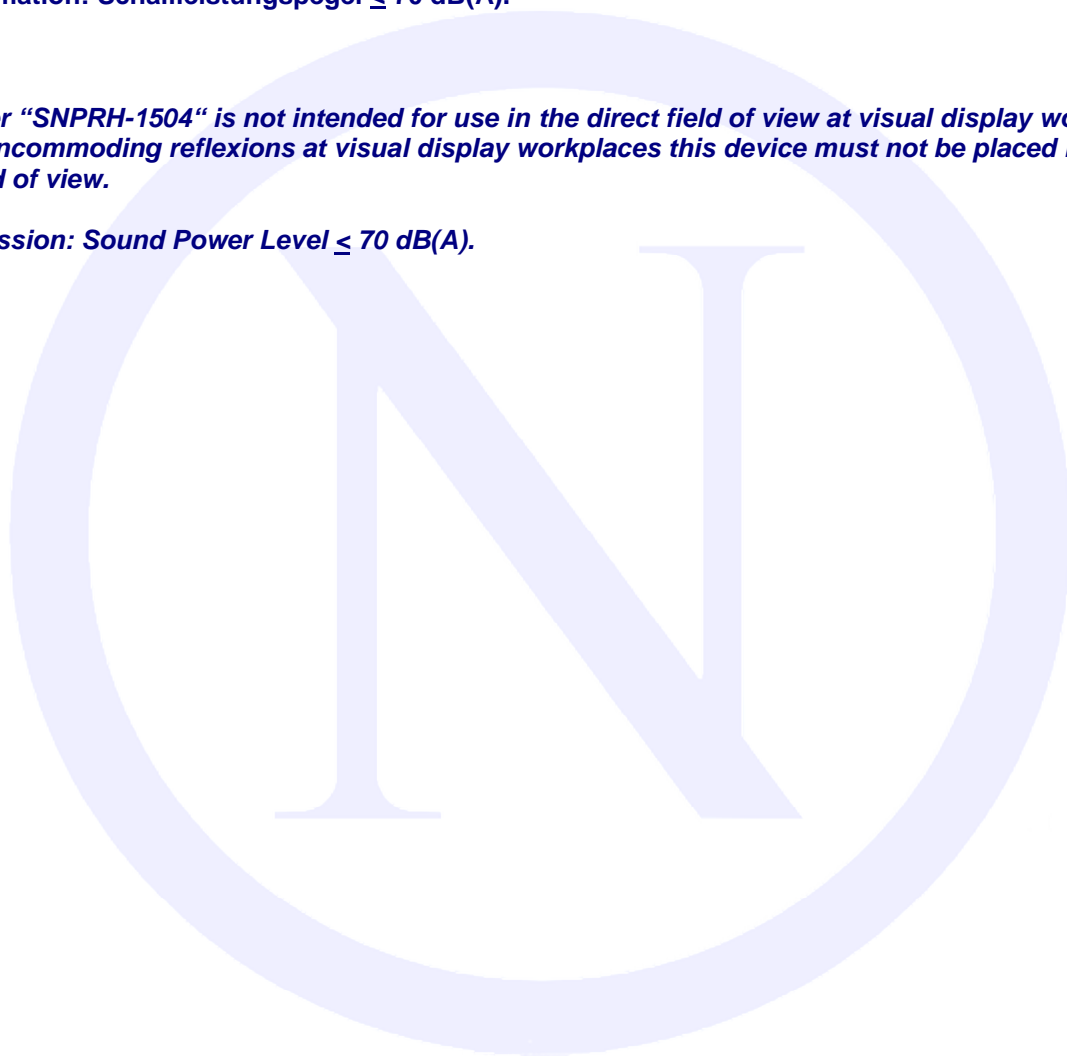 mation: Schallleistungspegel ≤ 70 dB(A).
r “SNPRH-1504“ is not intended for use in the direct field of view at visual display wo
ncommoding reflexions at visual display workplaces this device must not be placed
d of view.
ssion: Sound Power Level ≤ 70 dB(A).